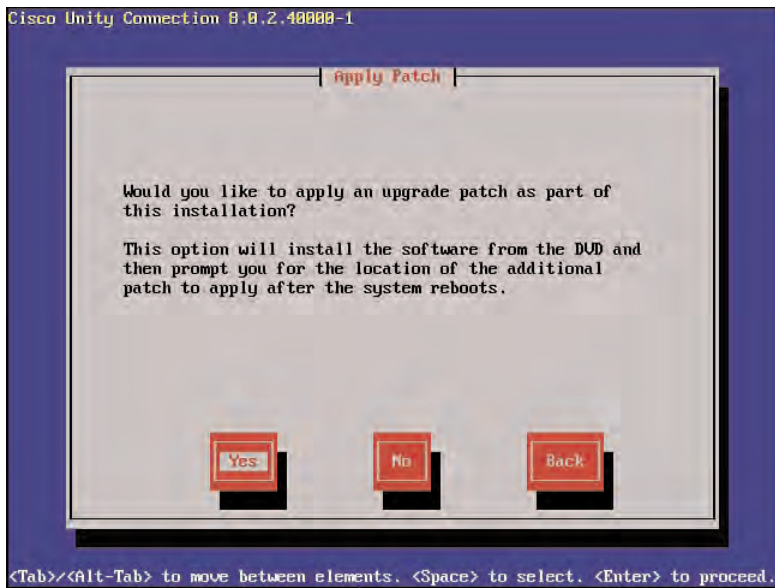 Cisco Unity Connection 8.0.2.40000-1
Apply Patch
Would you like to apply an upgrade patch as part of
this installation?
This option will install the software from the DVD and
then prompt you for the location of the additional
patch to apply after the system reboots.
Yes No Back
<Tab>/<Alt-Tab> to move between elements. <Space> to select. <Enter> to proceed.